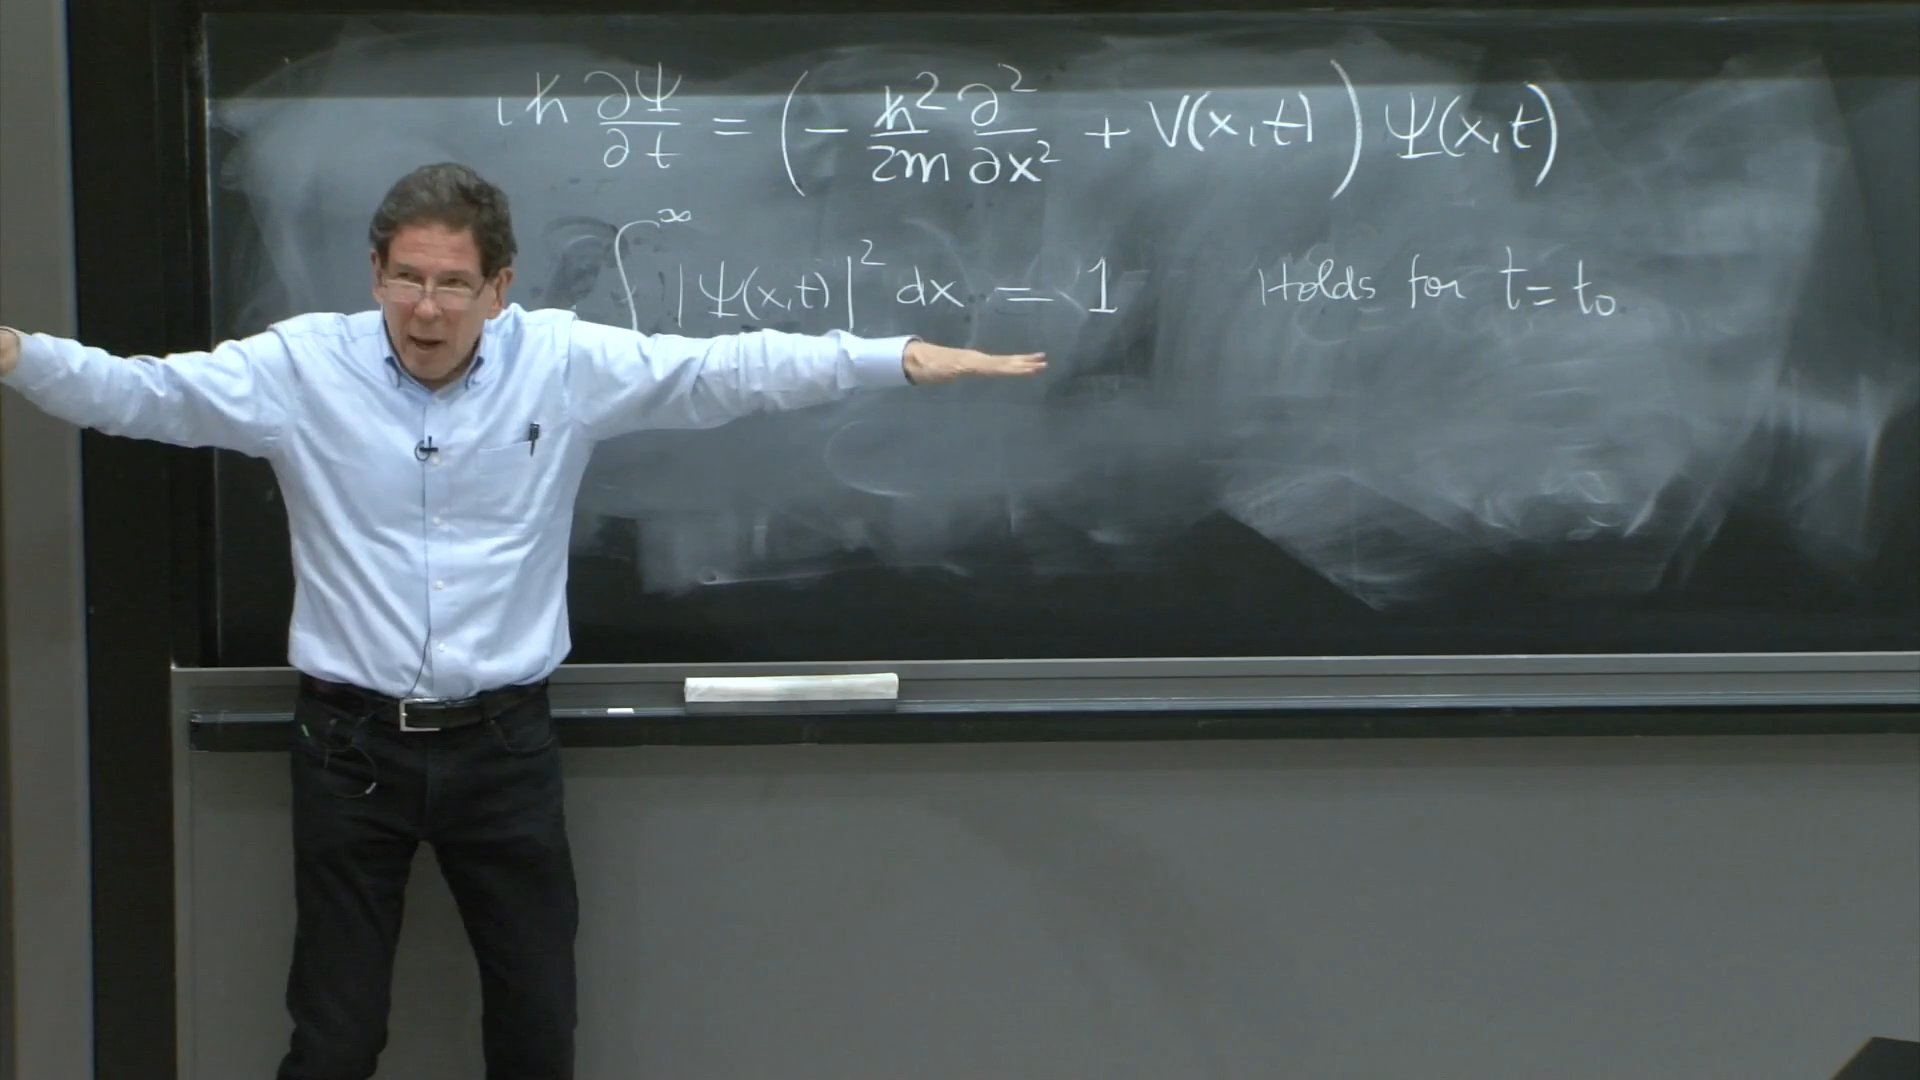 iħ ∂Ψ/∂t = (− ħ²/2m ∂²/∂x² + V(x,t)) Ψ(x,t)
∫^∞ |Ψ(x,t)|² dx = 1 Holds for t = t₀